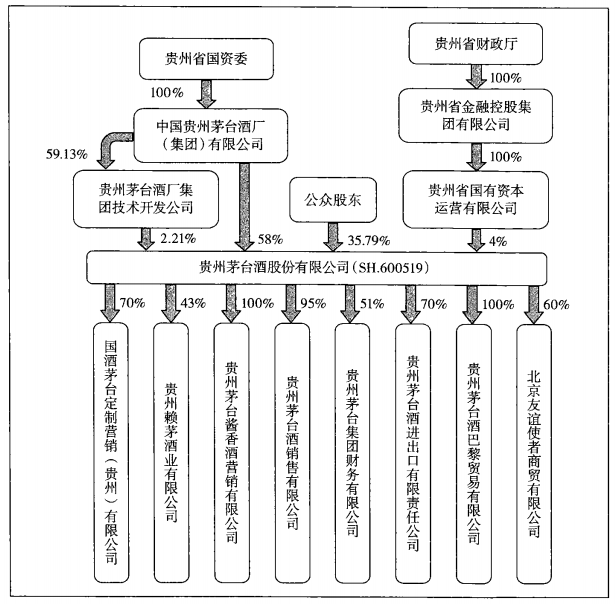 贵州省国资委
贵州省财政厅
100%
100%
中国贵州茅台酒厂
（集团）有限公司
贵州省金融控股集
团有限公司
59.13%
100%
贵州茅台酒厂集
团技术开发公司
公众股东
贵州省国有资本
运营有限公司
2.21%
58%
35.79%
4%
贵州茅台酒股份有限公司（SH.600519）
70%
43%
100%
95%
51%
70%
100%
60%
国酒茅台定制营销（贵州）有限公司
贵州赖茅酒业有限公司
贵州茅台酱香酒营销有限公司
贵州茅台酒销售有限公司
贵州茅台集团财务有限公司
贵州茅台酒进出口有限责任公司
贵州茅台酒巴黎贸易有限公司
北京友谊使者商贸有限公司